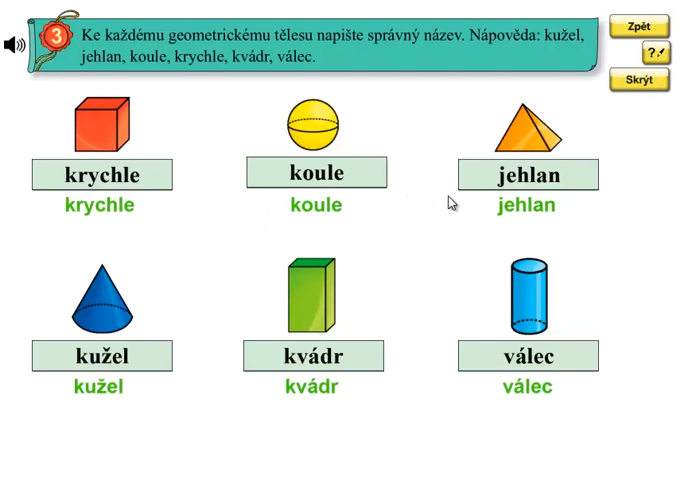 3
Ke každému geometrickému tělesu napište správný název. Nápověda: kužel,
jehlan, koule, krychle, kvádr, válec.
Zpět
?
Skrýt
krychle
koule
jehlan
krychle
koule
jehlan
kužel
kvádr
válec
kužel
kvádr
válec